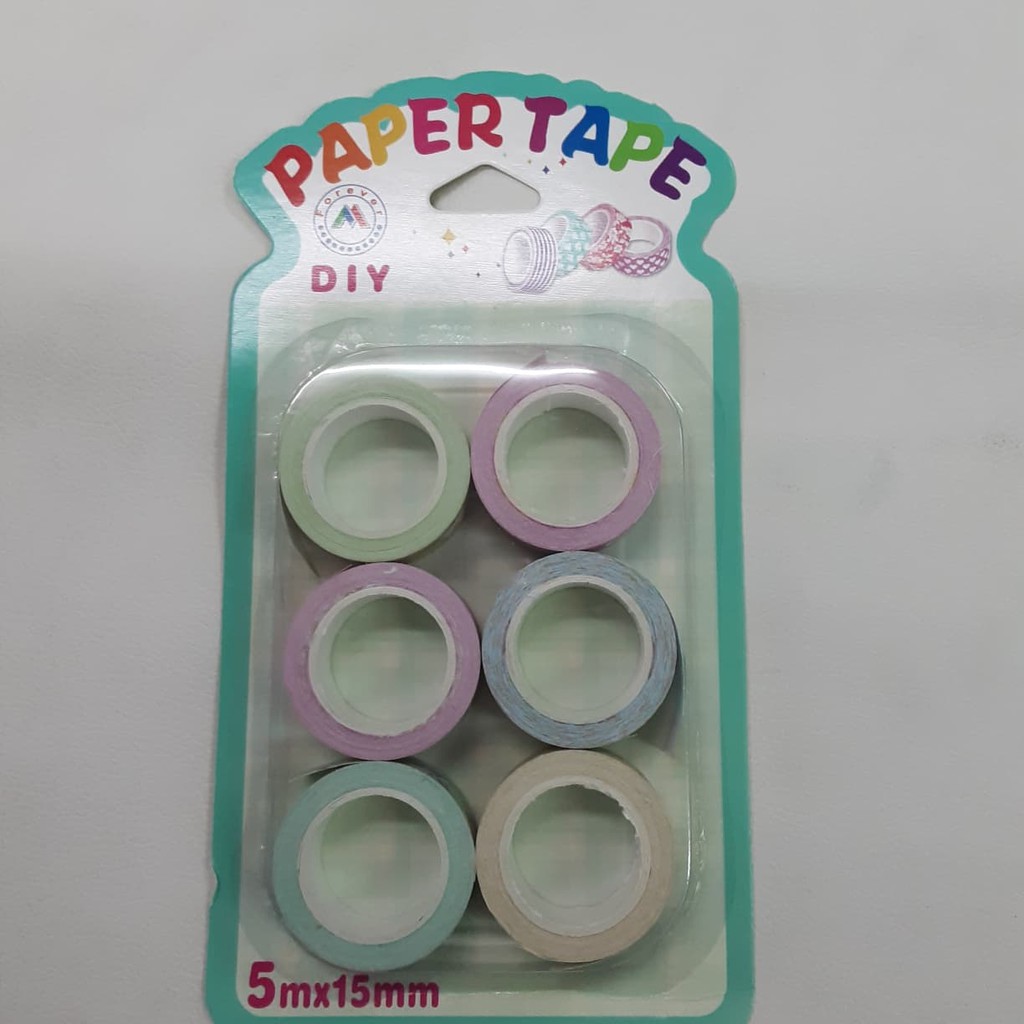 PAPER TAPE
Forever
M
DIY
5mx15mm